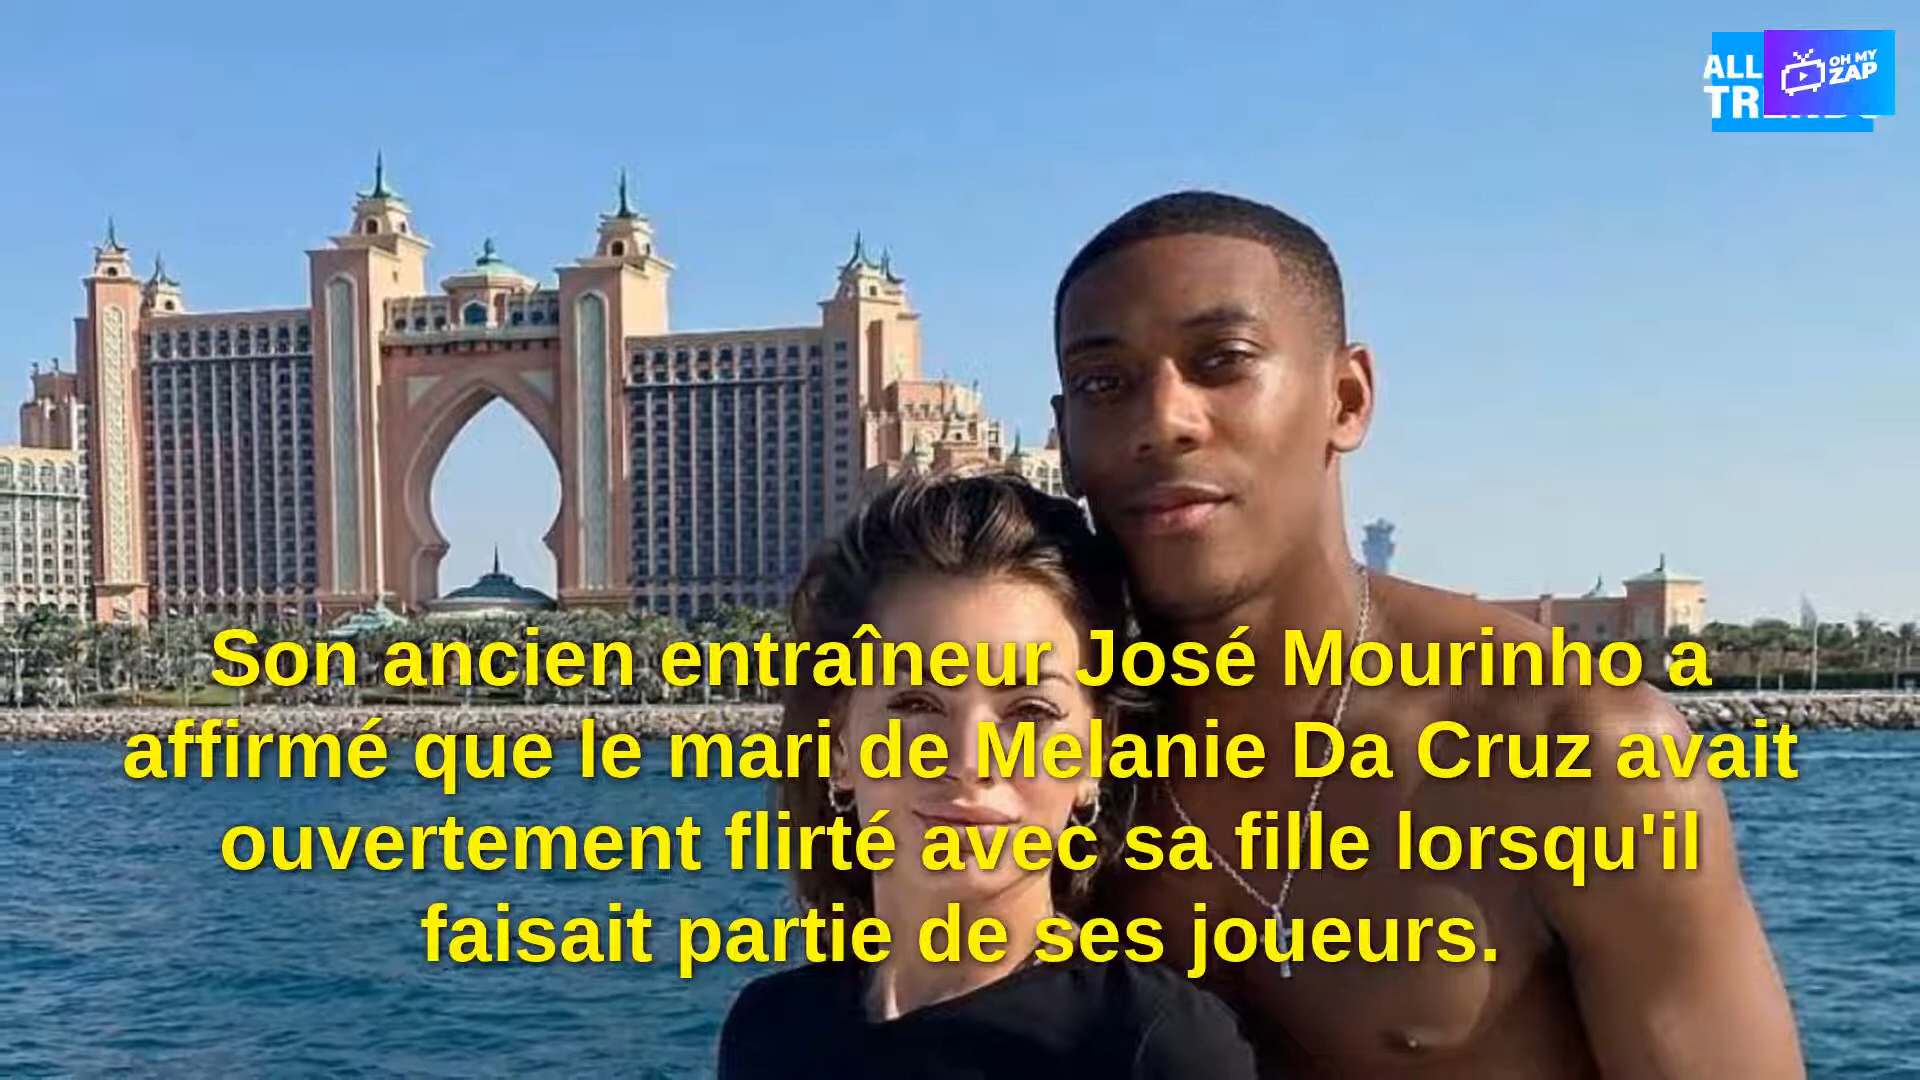 ALL
TR
OH MY
ZAP
Son ancien entraîneur José Mourinho a
affirmé que le mari de Melanie Da Cruz avait
ouvertement flirté avec sa fille lorsqu'il
faisait partie de ses joueurs.